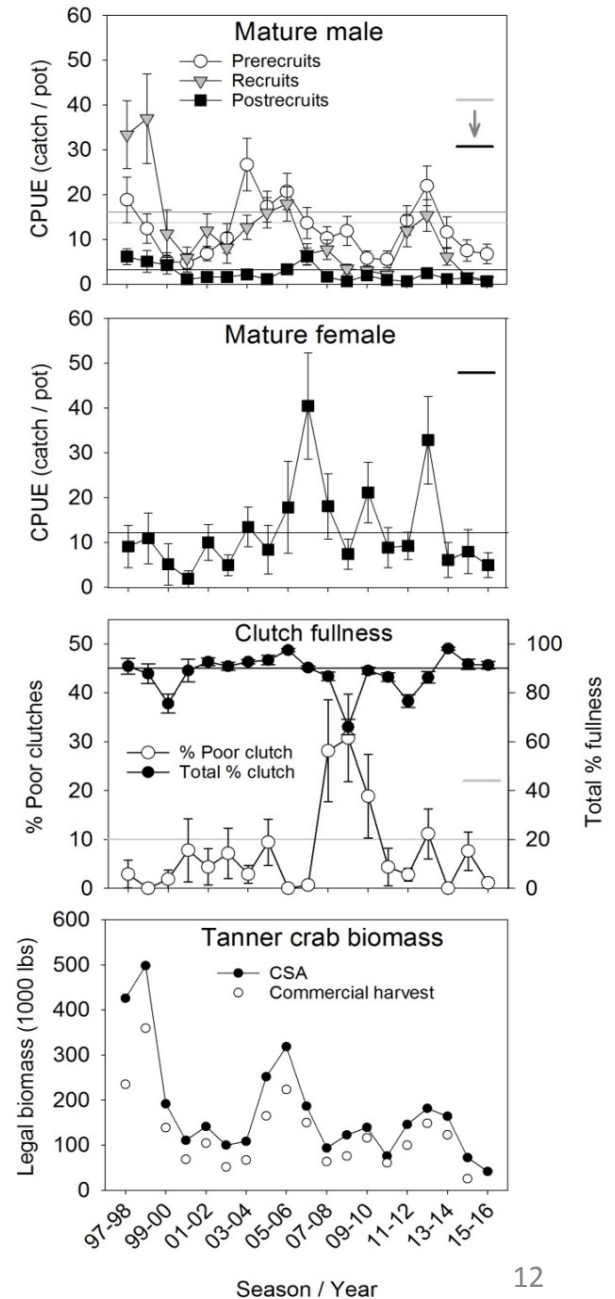 Mature male
Prerecruits
Recruits
Postrecruits
CPUE (catch / pot)
60
50
40
30
20
10
0
Mature female
CPUE (catch / pot)
60
50
40
30
20
10
0
Clutch fullness
% Poor clutch
Total % clutch
% Poor clutches
50
40
30
20
10
0
Total % fullness
100
80
60
40
20
0
Tanner crab biomass
CSA
Commercial harvest
Legal biomass (1000 lbs)
600
500
400
300
200
100
0
97-98
99-00
01-02
03-04
05-06
07-08
09-10
11-12
13-14
15-16
Season / Year
12